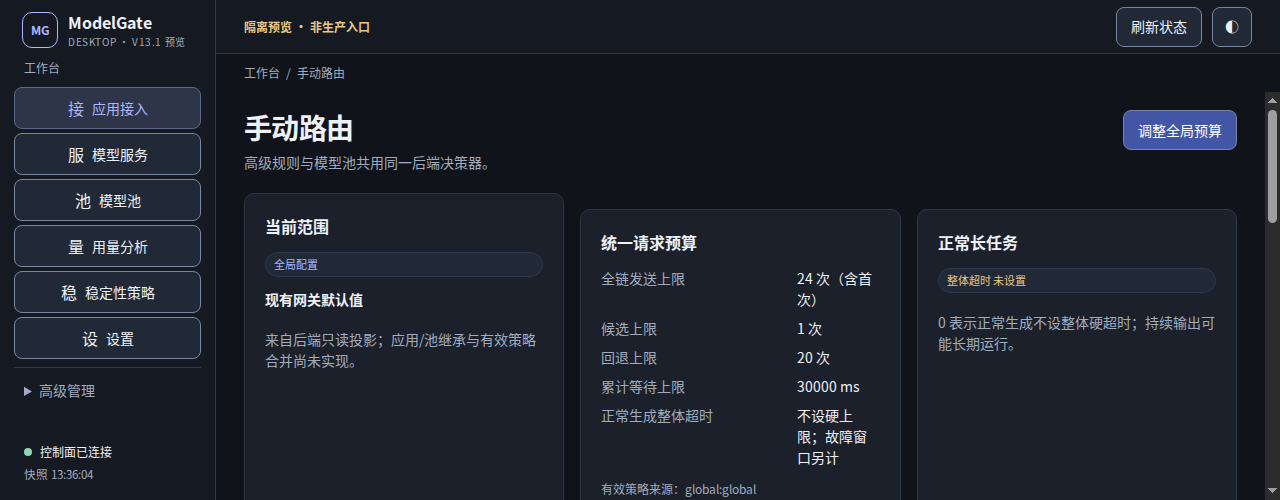 MG
ModelGate
DESKTOP · V13.1 预览
工作台
接 应用接入
服 模型服务
池 模型池
量 用量分析
稳 稳定性策略
设 设置
▶ 高级管理
控制面已连接
快照 13:36:04
隔离预览 · 非生产入口
刷新状态
工作台 / 手动路由
手动路由
高级规则与模型池共用同一后端决策器。
调整全局预算
当前范围
全局配置
现有网关默认值
来自后端只读投影；应用/池继承与有效策略
合并尚未实现。
统一请求预算
全链发送上限 24 次（含首
次）
候选上限 1 次
回退上限 20 次
累计等待上限 30000 ms
正常生成整体超时 不设硬上
限；故障窗
口另计
有效策略来源：global:global
正常长任务
整体超时 未设置
0 表示正常生成不设整体硬超时；持续输出可
能长期运行。